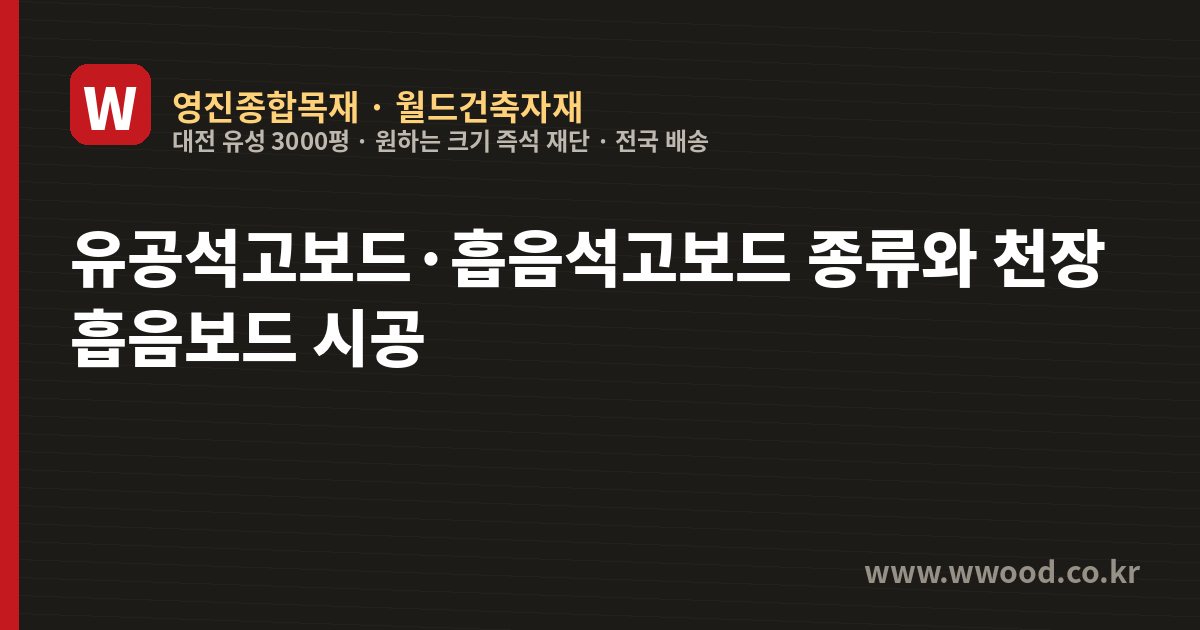 W
영진종합목재 · 월드건축자재
대전 유성 3000평 · 원하는 크기 즉석 재단 · 전국 배송
유공석고보드·흡음석고보드 종류와 천장
흡음보드 시공
www.wwood.co.kr